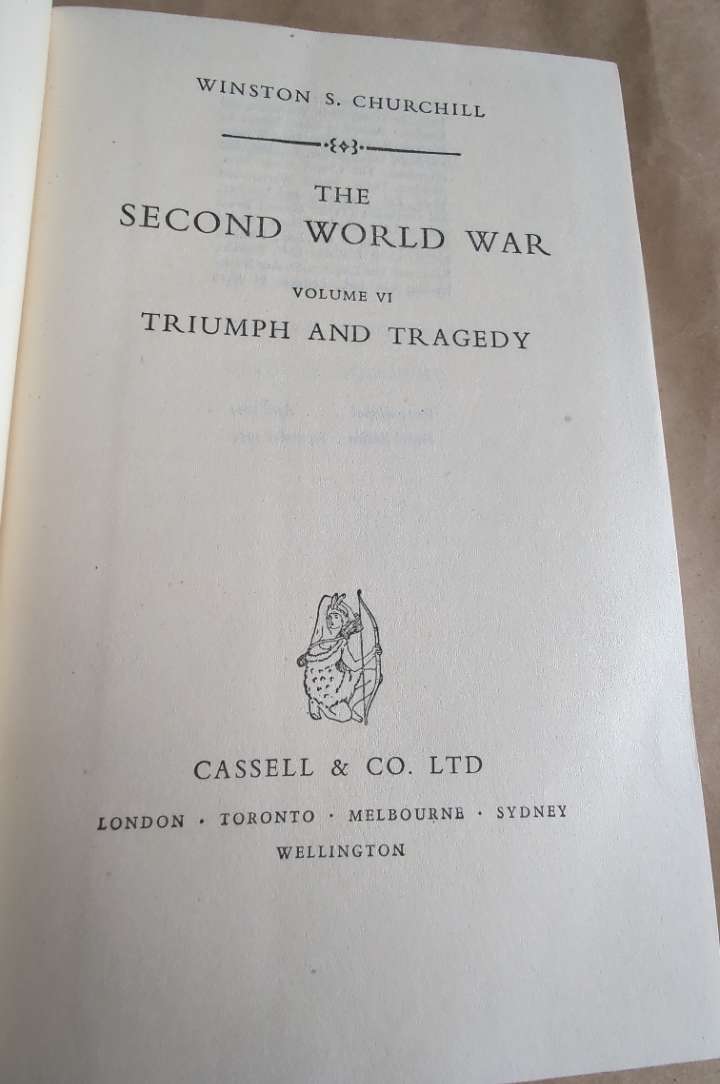 WINSTON S. CHURCHILL
THE
SECOND WORLD WAR
VOLUME VI
TRIUMPH AND TRAGEDY
CASSELL & CO. LTD
LONDON · TORONTO · MELBOURNE · SYDNEY
WELLINGTON